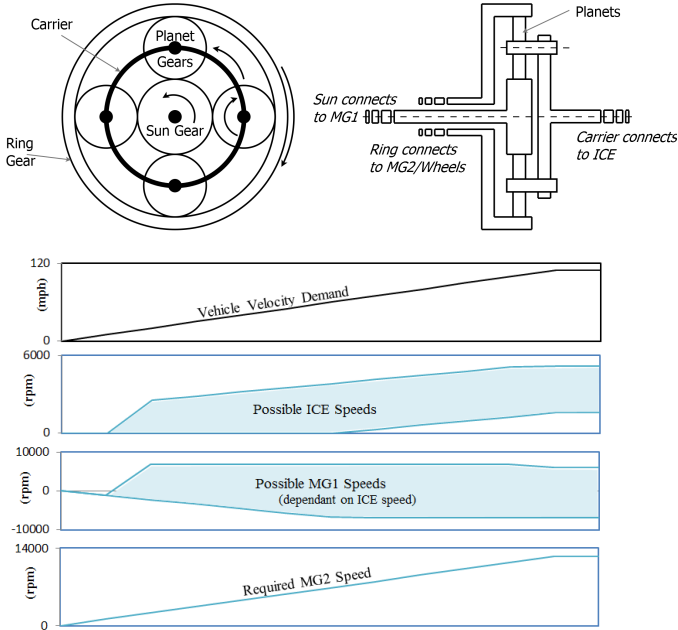 Carrier
Planet
Gears
Sun Gear
Ring
Gear
Planets
Sun connects
to MG1
Ring connects
to MG2/Wheels
Carrier connects
to ICE
120
(mph)
0
Vehicle Velocity Demand
6000
(rpm)
0
Possible ICE Speeds
10000
(rpm)
0
-10000
Possible MG1 Speeds
(dependant on ICE speed)
14000
(rpm)
0
Required MG2 Speed